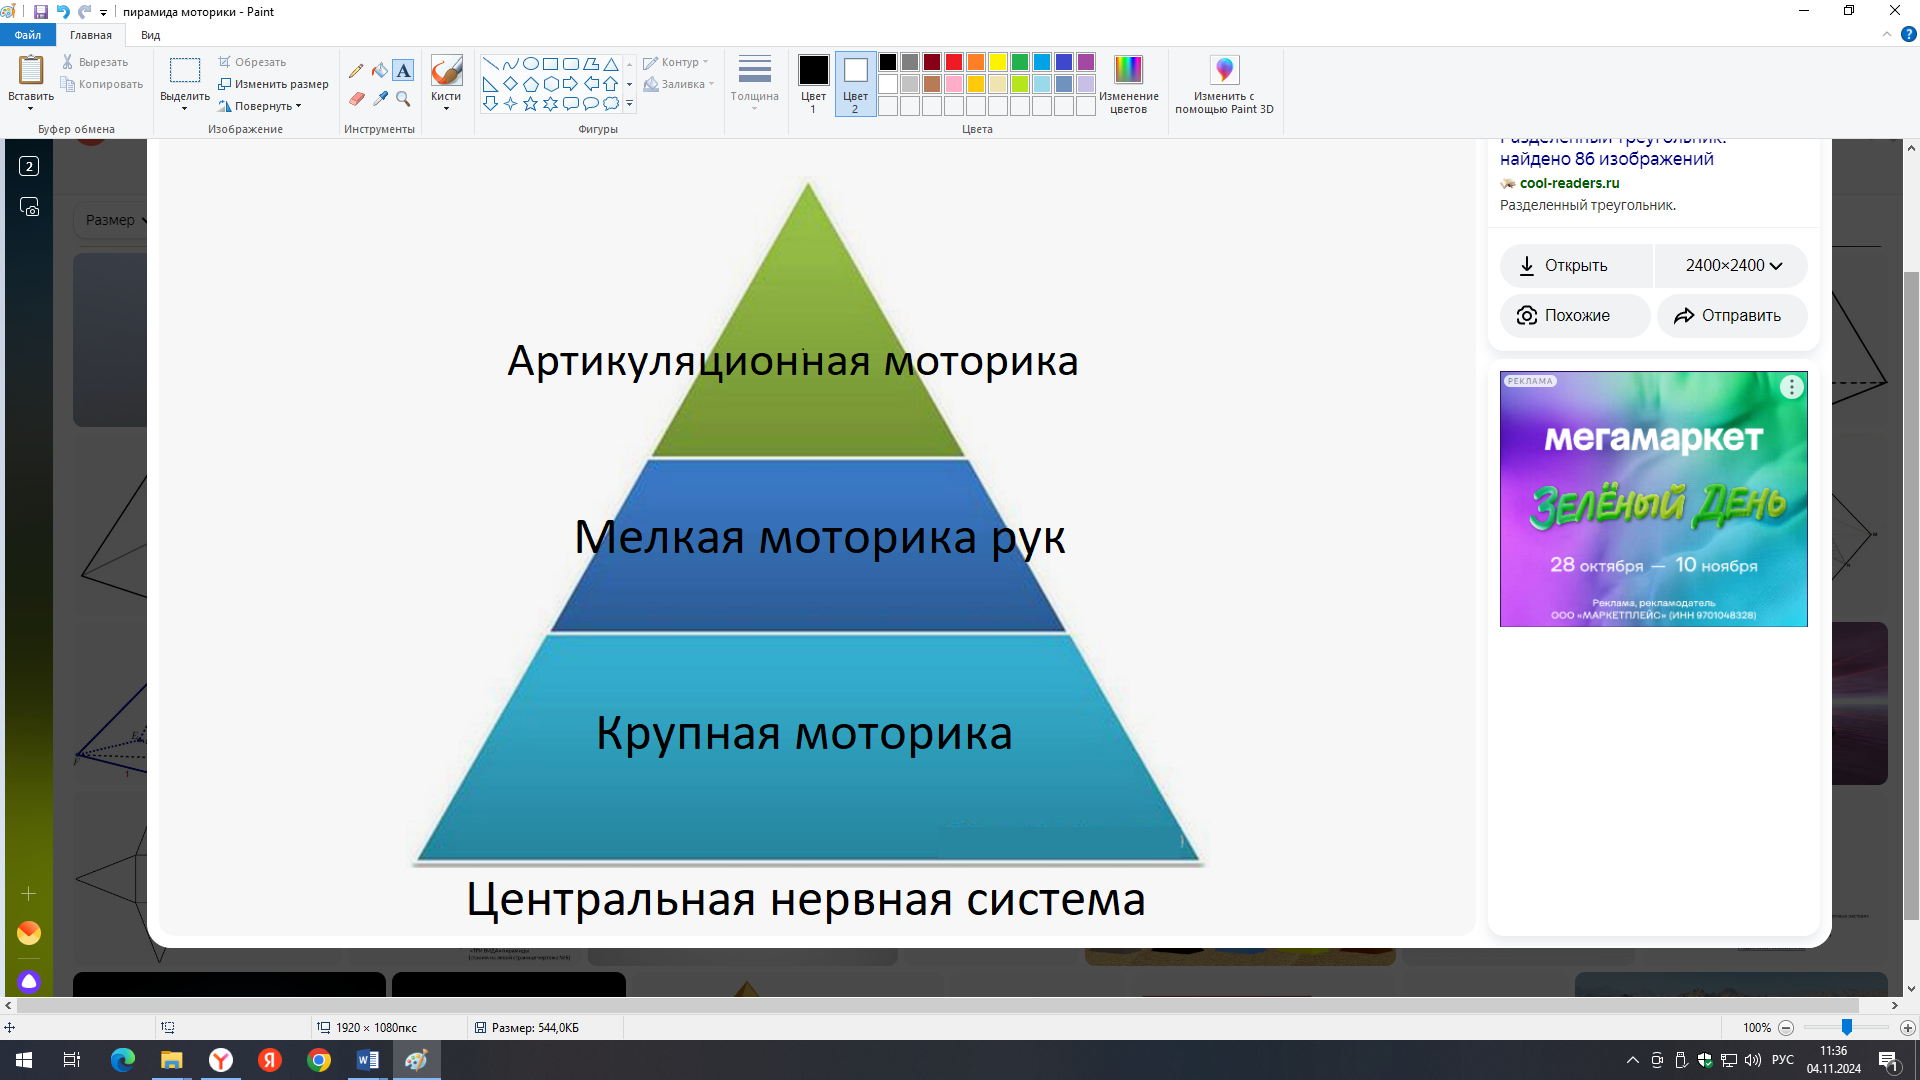 пирамида моторики - Paint
Файл
Главная
Вид
Вставить
Вырезать
Копировать
Буфер обмена
Выделить
Обрезать
Изменить размер
Повернуть
Изображение
A
Инструменты
Кисти
Контур
Заливка
Фигуры
Толщина
Цвет 1
Цвет 2
Изменение цветов
Цвета
Изменить с помощью Paint 3D
2
Размер
Артикуляционная моторика
Мелкая моторика рук
Крупная моторика
Центральная нервная система
Разделенный треугольник:
найдено 86 изображений
cool-readers.ru
Разделенный треугольник.
Открыть
2400×2400
Похожие
Отправить
РЕКЛАМА
мегамаркет
ЗЕЛЁНЫЙ ДЕНЬ
28 октября — 10 ноября
Реклама, рекламодатель
ООО «МАРКЕТПЛЕЙС» (ИНН 9701048328)
1920 × 1080пкс
Размер: 544,0КБ
100%
РУС
11:36
04.11.2024
1